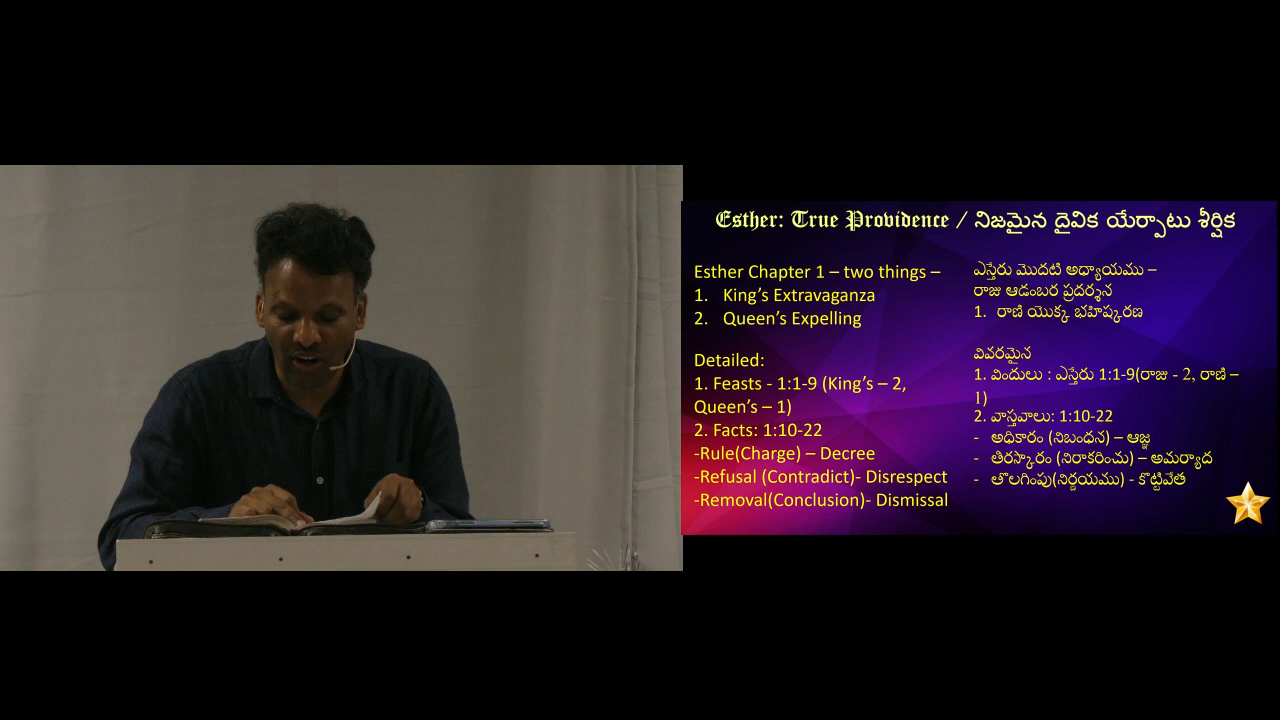 Esther: True Providence / నిజమైన దైవిక యేర్పాటు శీర్షిక
Esther Chapter 1 – two things –
1. King’s Extravaganza
2. Queen’s Expelling
Detailed:
1. Feasts - 1:1-9 (King’s – 2,
Queen’s – 1)
2. Facts: 1:10-22
-Rule(Charge) – Decree
-Refusal (Contradict)- Disrespect
-Removal(Conclusion)- Dismissal
ఎస్తేరు మొదటి అధ్యాయము –
రాజు ఆడంబర ప్రదర్శన
1. రాణి యొక్క భహిష్కరణ
వివరమైన
1. విందులు : ఎస్తేరు 1:1-9(రాజు - 2, రాణి –
1)
2. వాస్తవాలు: 1:10-22
- అధికారం (నిబంధన) – ఆజ్ఞ
- తిరస్కారం (నిరాకరించు) – అమర్యాద
- తొలగింపు(నిర్ణయము) - కొట్టివేత